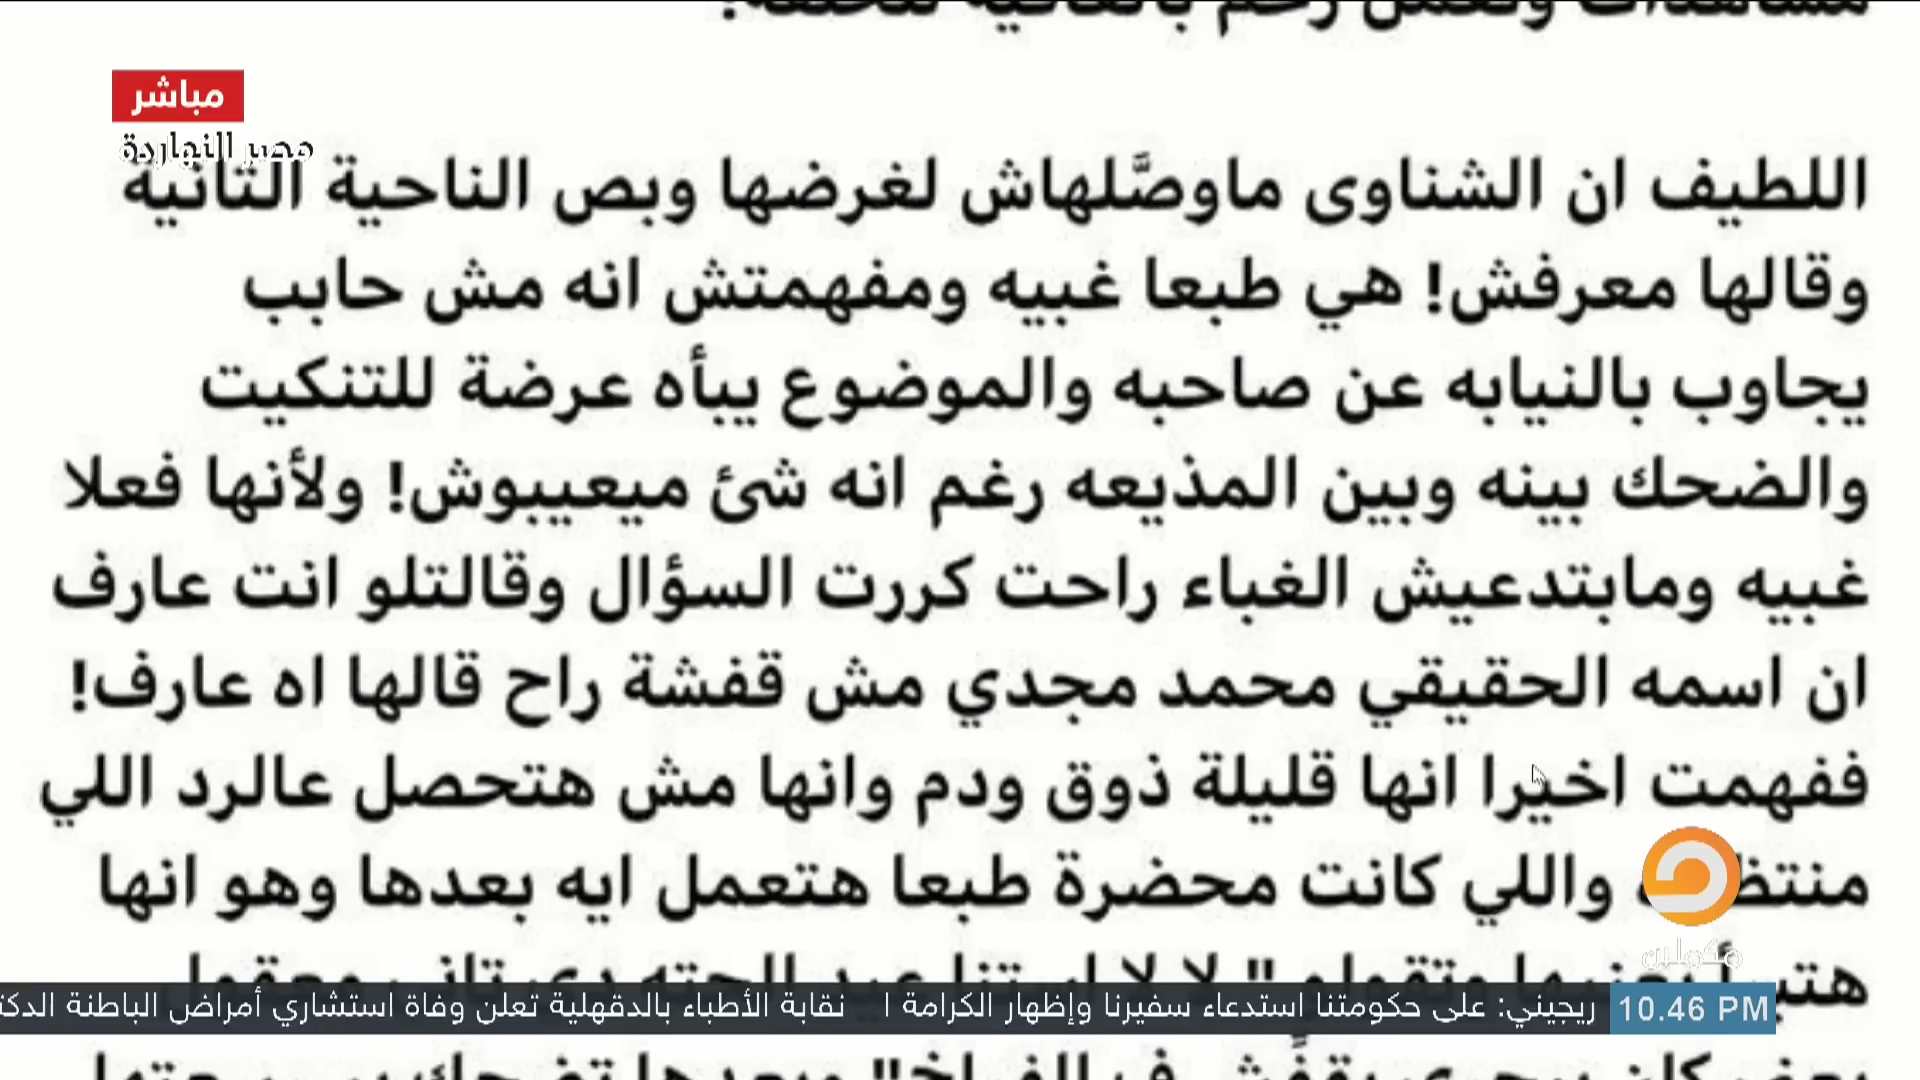 مباشر
مصر النهاردة
اللطيف ان الشناوى ماوصَّلهاش لغرضها وبص الناحية التانية
وقالها معرفش! هي طبعا غبيه ومفهمتش انه مش حابب
يجاوب بالنيابه عن صاحبه والموضوع يبأه عرضة للتنكيت
والضحك بينه وبين المذيعه رغم انه شئ ميعيبوش! ولأنها فعلا
غبيه ومابتدعيش الغباء راحت كررت السؤال وقالتلو انت عارف
ان اسمه الحقيقي محمد مجدي مش قفشة راح قالها اه عارف!
ففهمت اخيرا انها قليلة ذوق ودم وانها مش هتحصل عالرد اللي
واللي كانت محضرة طبعا هتعمل ايه بعدها وهو انها
مكملين
10.46 PM
ريجيني: على حكومتنا استدعاء سفيرنا وإظهار الكرامة ا نقابة الأطباء بالدقهلية تعلن وفاة استشاري أمراض الباطنة